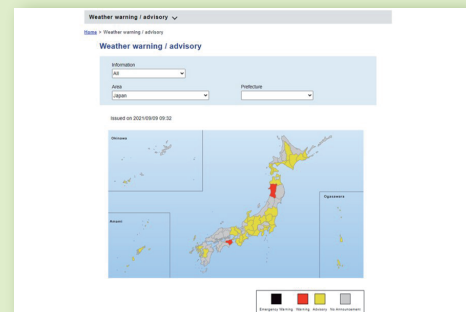 Weather warning / advisory
Home > Weather warning / advisory
Weather warning / advisory
Information
All
Area
Prefecture
Japan
Issued on 2021/09/09 09:32
Okinawa
Ogasawara
Amami
Emergency Warning Warning Advisory No Announcement